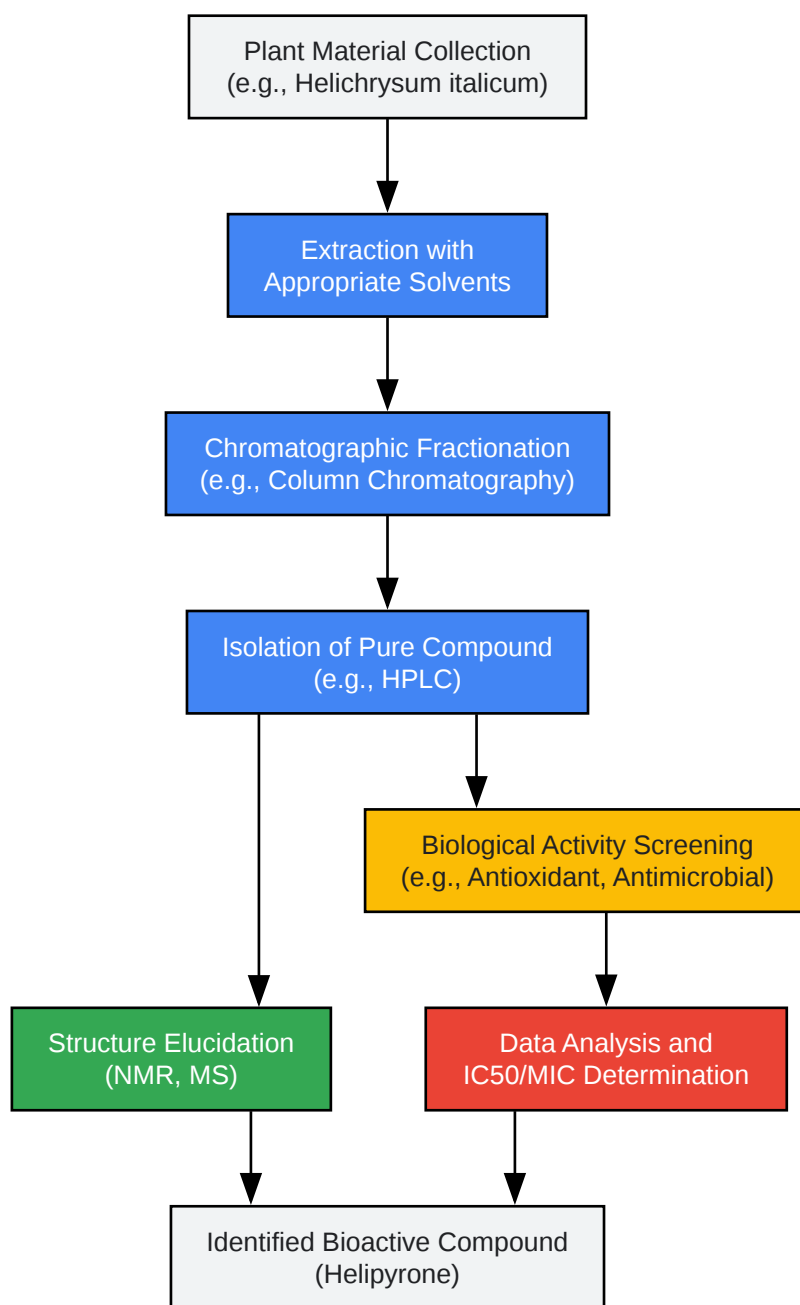 Plant Material Collection
(e.g., Helichrysum italicum)
Extraction with
Appropriate Solvents
Chromatographic Fractionation
(e.g., Column Chromatography)
Isolation of Pure Compound
(e.g., HPLC)
Biological Activity Screening
(e.g., Antioxidant, Antimicrobial)
Structure Elucidation
(NMR, MS)
Data Analysis and
IC50/MIC Determination
Identified Bioactive Compound
(Helipyrone)